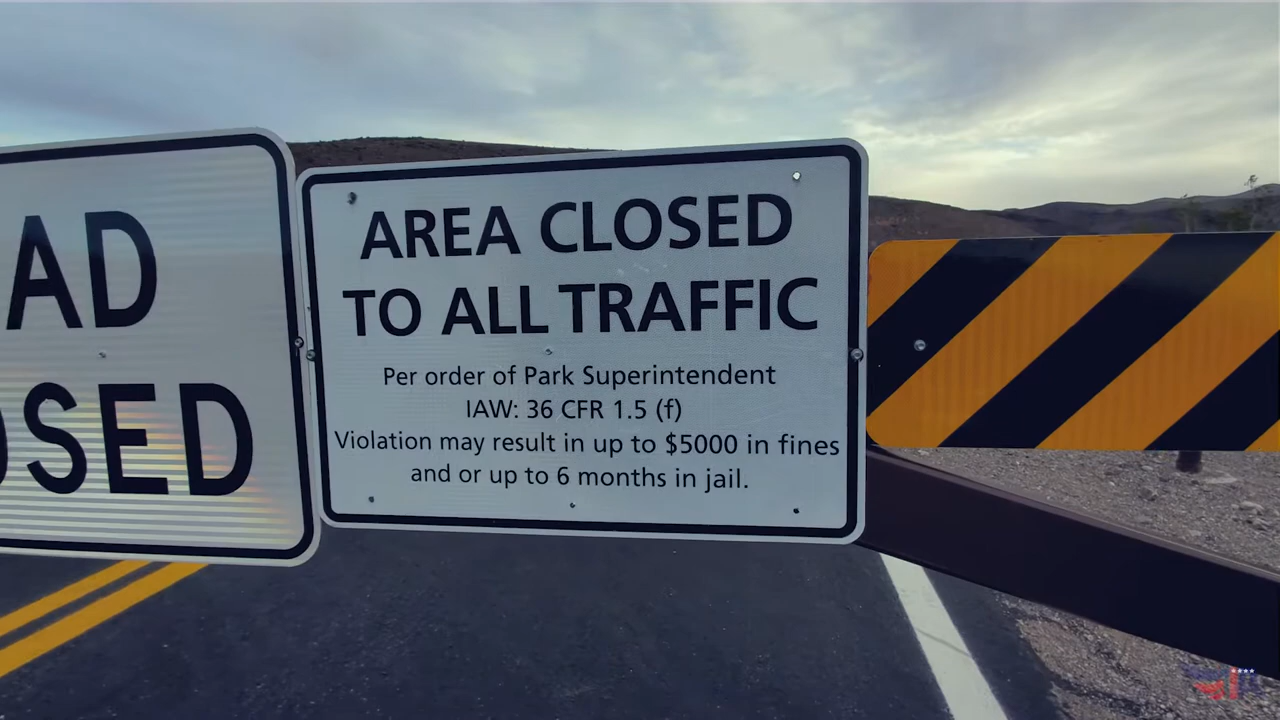 AD
OSED
AREA CLOSED
TO ALL TRAFFIC
Per order of Park Superintendent
IAW: 36 CFR 1.5 (f)
Violation may result in up to $5000 in fines
and or up to 6 months in jail.